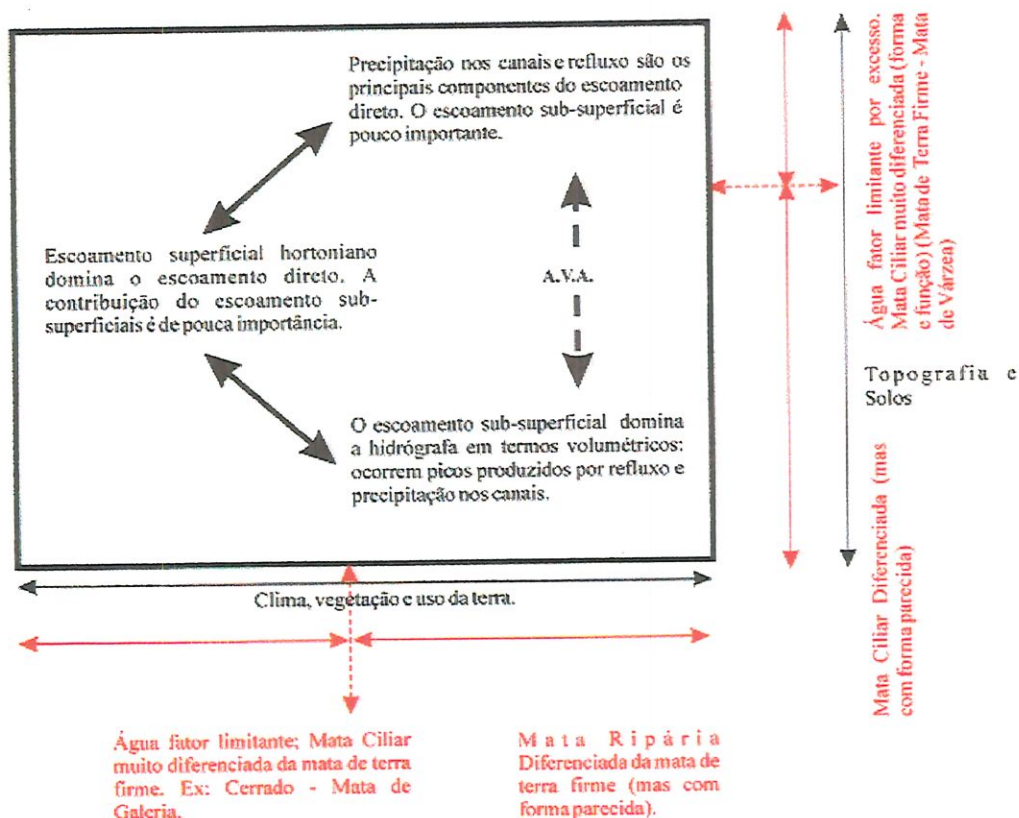 Precipitação nos canais e refluxo são os
principais componentes do escoamento
direto. O escoamento sub-superficial é
pouco importante.
Escoamento superficial hortoniano
domina o escoamento direto. A
contribuição do escoamento sub-
superficiais é de pouca importância.
A.V.A.
O escoamento sub-superficial domina
a hidrógrafa em termos volumétricos:
ocorrem picos produzidos por refluxo e
precipitação nos canais.
Clima, vegetação e uso da terra.
Água fator limitante; Mata Ciliar
muito diferenciada da mata de terra
firme. Ex: Cerrado - Mata de
Galeria.
Mata Ripária
Diferenciada da mata de
terra firme (mas com
forma parecida).
Água fator limitante por excesso.
Mata Ciliar muito diferenciada (forma
e função) (Mata de Terra Firme - Mata
de Várzea)
Topografia e
Solos
Mata Ciliar Diferenciada (mas
com forma parecida)